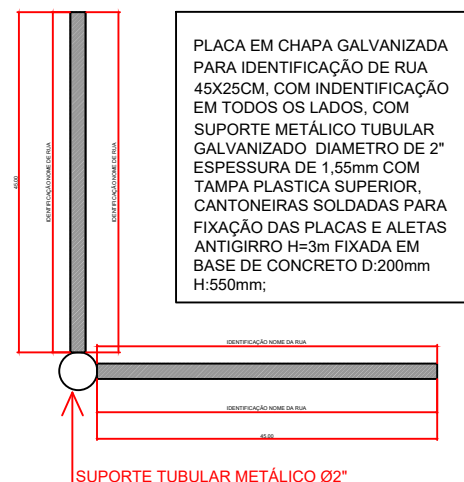 PLACA EM CHAPA GALVANIZADA
PARA IDENTIFICAÇÃO DE RUA
45X25CM, COM INDENTIFICAÇÃO
EM TODOS OS LADOS, COM
SUPORTE METÁLICO TUBULAR
GALVANIZADO DIAMETRO DE 2"
ESPESSURA DE 1,55mm COM
TAMPA PLASTICA SUPERIOR,
CANTONEIRAS SOLDADAS PARA
FIXAÇÃO DAS PLACAS E ALETAS
ANTIGIRRO H=3m FIXADA EM
BASE DE CONCRETO D:200mm
H:550mm;
45,00
IDENTIFICAÇÃO NOME DE RUA
IDENTIFICAÇÃO NOME DE RUA
IDENTIFICAÇÃO NOME DA RUA
IDENTIFICAÇÃO NOME DA RUA
45,00
SUPORTE TUBULAR METÁLICO Ø2"